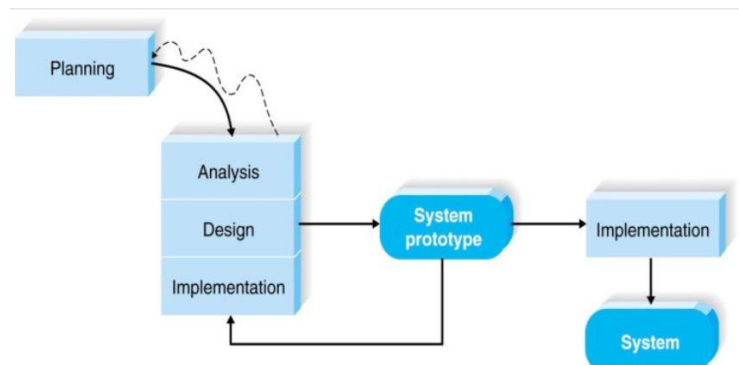 Planning
Analysis
Design
Implementation
System
prototype
Implementation
System